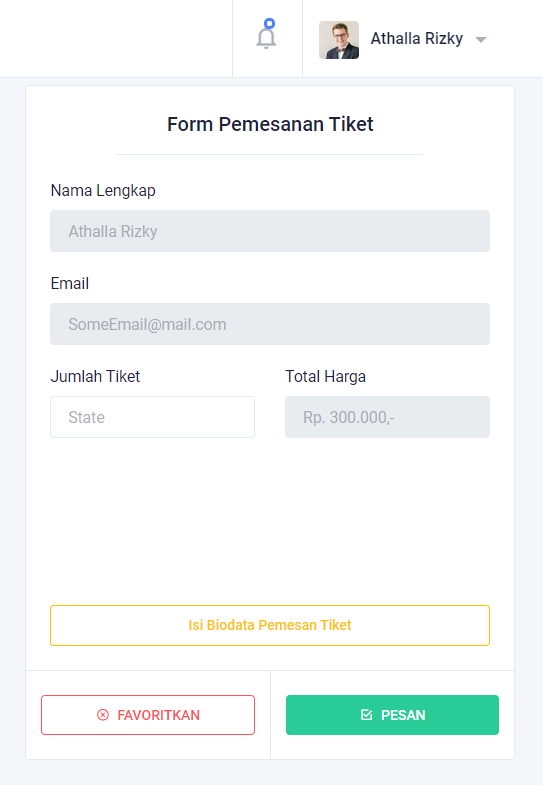 Athalla Rizky
Form Pemesanan Tiket
Nama Lengkap
Athalla Rizky
Email
SomeEmail@mail.com
Jumlah Tiket
Total Harga
State
Rp. 300.000,-
Isi Biodata Pemesan Tiket
FAVORITKAN
PESAN